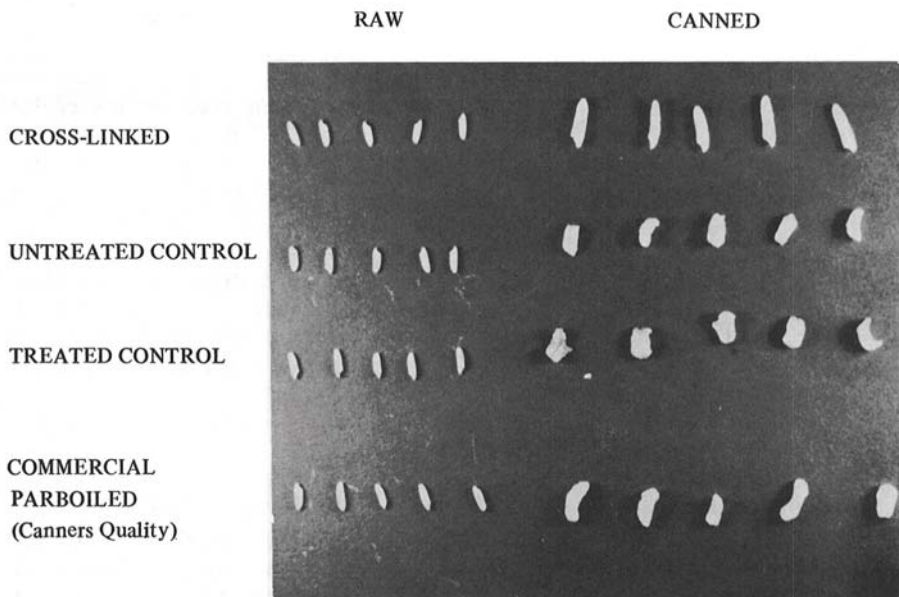 RAW CANNED
CROSS-LINKED
UNTREATED CONTROL
TREATED CONTROL
COMMERCIAL
PARBOILED
(Canners Quality)